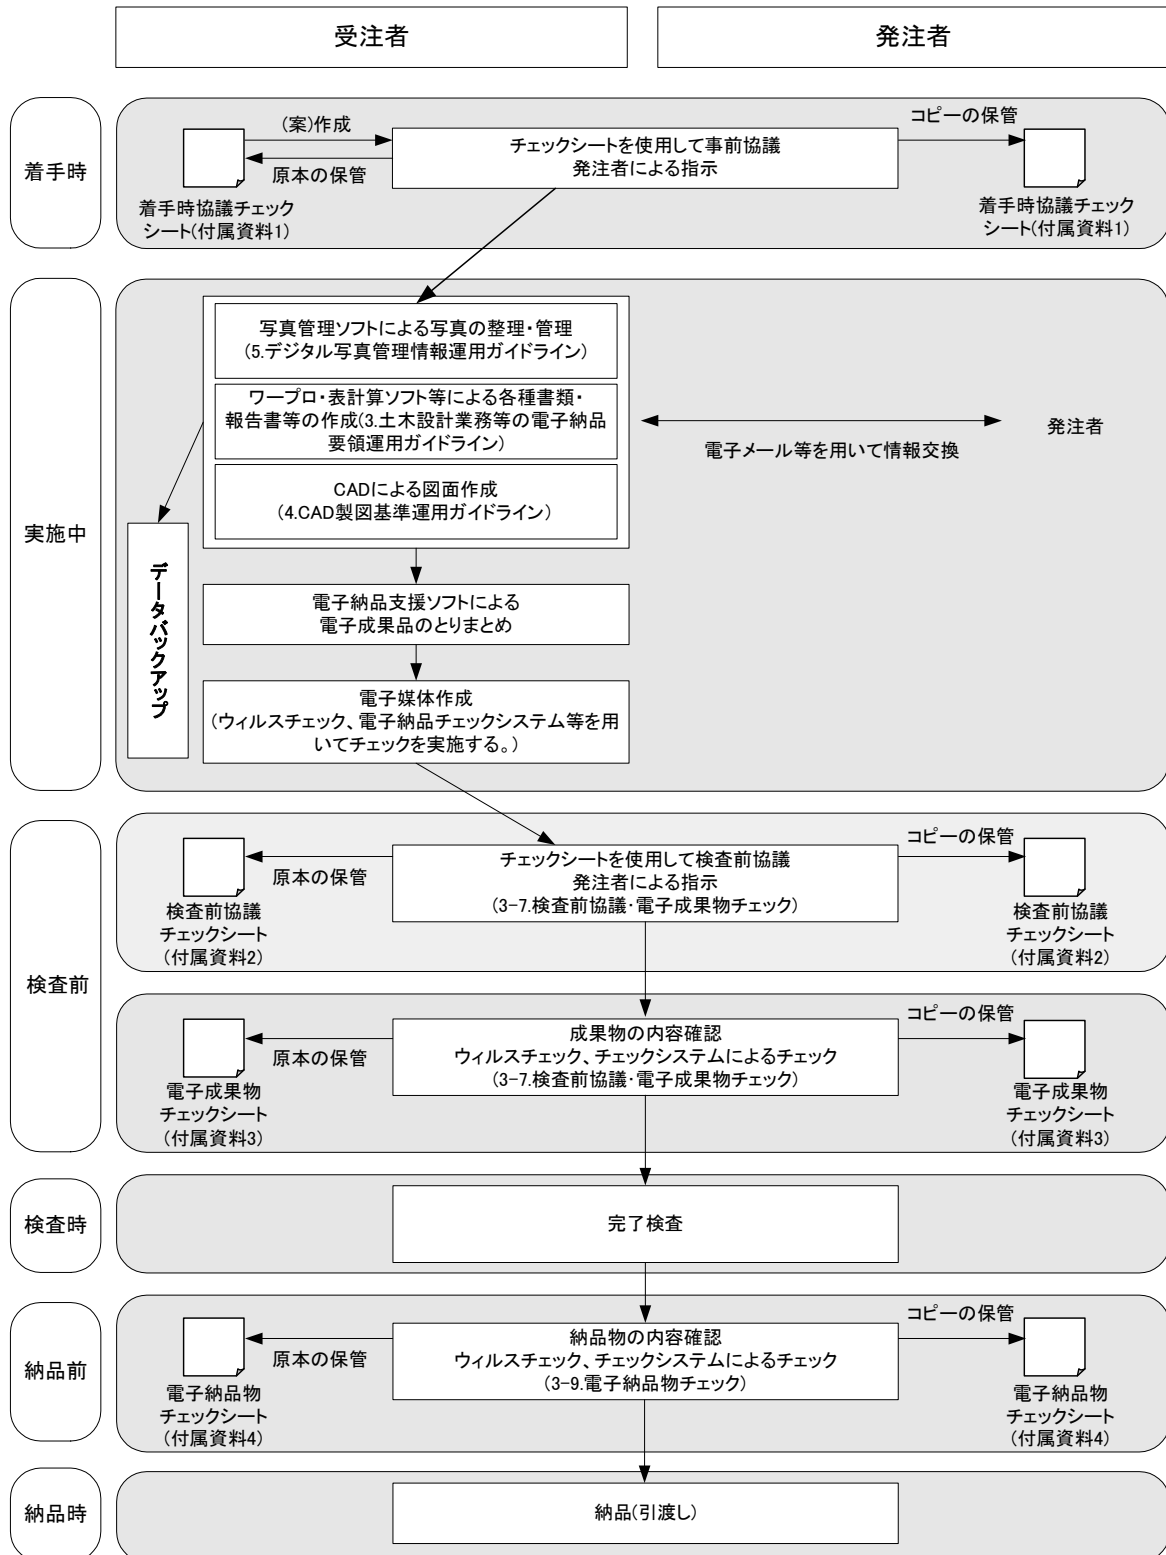 受注者
発注者
着手時
(案)作成
原本の保管
着手時協議チェック
シート(付属資料1)
チェックシートを使用して事前協議
発注者による指示
コピーの保管
着手時協議チェック
シート(付属資料1)
実施中
写真管理ソフトによる写真の整理・管理
(5.デジタル写真管理情報運用ガイドライン)
ワープロ・表計算ソフト等による各種書類・
報告書等の作成(3.土木設計業務等の電子納品
要領運用ガイドライン)
CADによる図面作成
(4.CAD製図基準運用ガイドライン)
電子メール等を用いて情報交換
発注者
データバックアップ
電子納品支援ソフトによる
電子成果品のとりまとめ
電子媒体作成
(ウィルスチェック、電子納品チェックシステム等を用
いてチェックを実施する。)
検査前
原本の保管
検査前協議
チェックシート
(付属資料2)
チェックシートを使用して検査前協議
発注者による指示
(3-7.検査前協議・電子成果物チェック)
コピーの保管
検査前協議
チェックシート
(付属資料2)
原本の保管
電子成果物
チェックシート
(付属資料3)
成果物の内容確認
ウィルスチェック、チェックシステムによるチェック
(3-7.検査前協議・電子成果物チェック)
コピーの保管
電子成果物
チェックシート
(付属資料3)
検査時
完了検査
納品前
原本の保管
電子納品物
チェックシート
(付属資料4)
納品物の内容確認
ウィルスチェック、チェックシステムによるチェック
(3-9.電子納品物チェック)
コピーの保管
電子納品物
チェックシート
(付属資料4)
納品時
納品(引渡し)